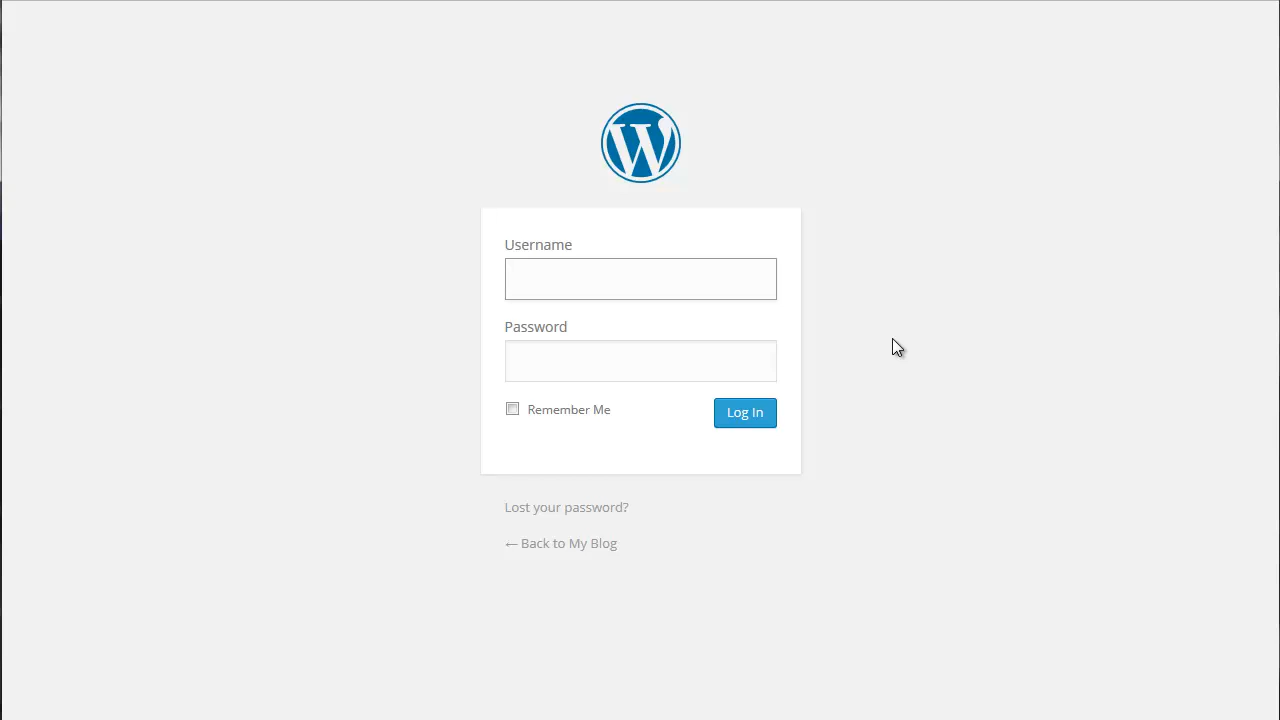 Username
Password
Remember Me
Log In
Lost your password?
← Back to My Blog